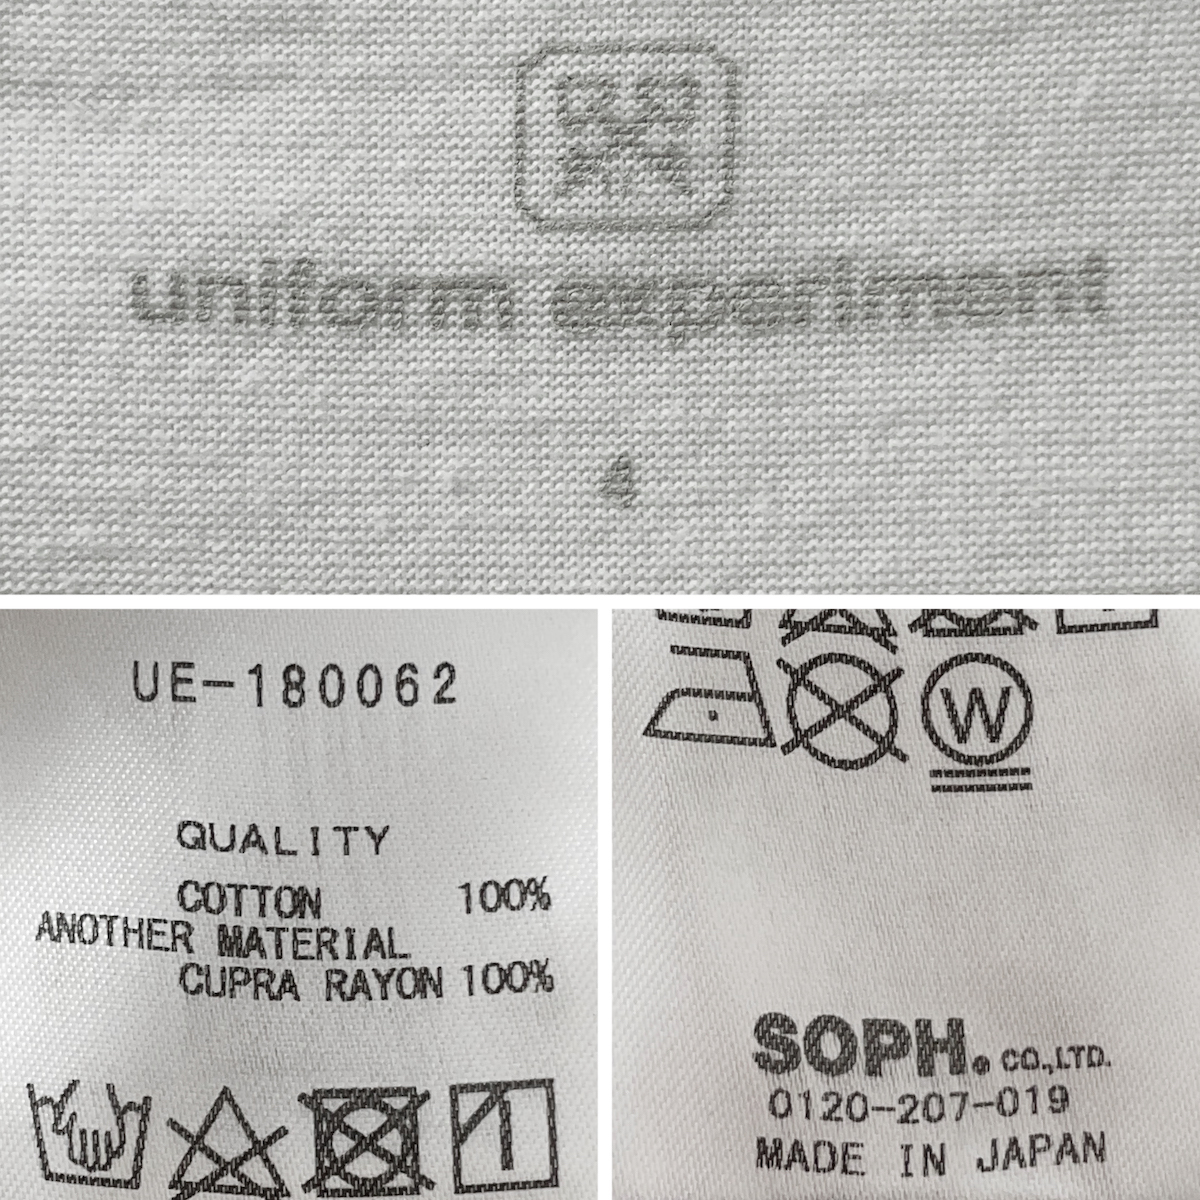 uniform experiment
4
UE-180062
QUALITY
COTTON 100%
ANOTHER MATERIAL
CUPRA RAYON 100%
W
SOPH. CO.,LTD.
0120-207-019
MADE IN JAPAN